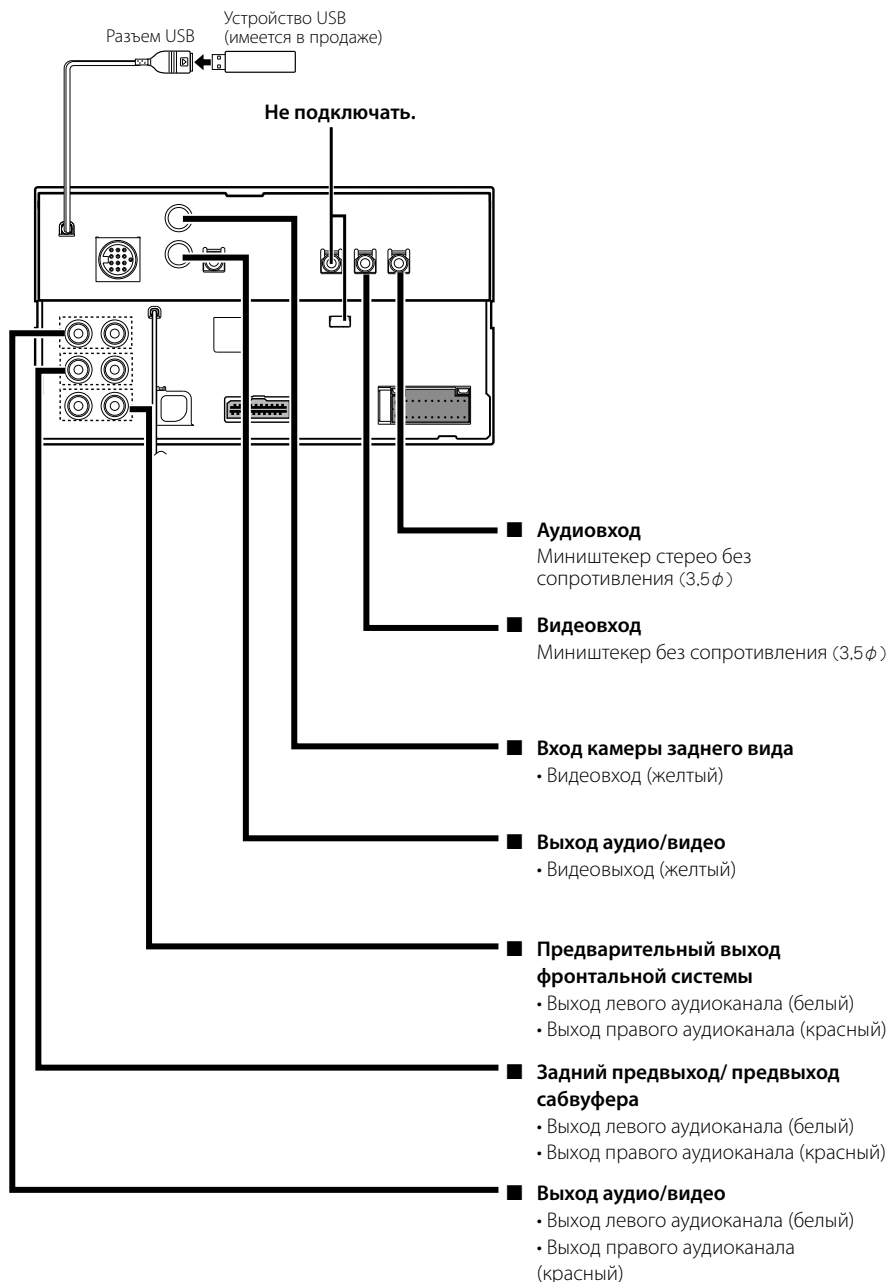 Устройство USB
(имеется в продаже)
Разъем USB
Не подключать.
■ Аудиовход
Миништекер стерео без
сопротивления (3,5ϕ)
■ Видеовход
Миништекер без сопротивления (3,5ϕ)
■ Вход камеры заднего вида
• Видеовход (желтый)
■ Выход аудио/видео
• Видеовыход (желтый)
■ Предварительный выход
фронтальной системы
• Выход левого аудиоканала (белый)
• Выход правого аудиоканала (красный)
■ Задний предвыход/ предвыход
сабвуфера
• Выход левого аудиоканала (белый)
• Выход правого аудиоканала (красный)
■ Выход аудио/видео
• Выход левого аудиоканала (белый)
• Выход правого аудиоканала
(красный)